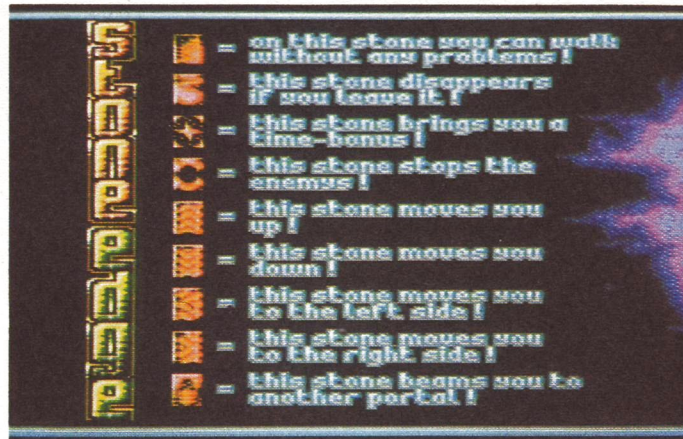 = on this stone you can walk
without any problems !
= this stone disappears
if you leave it !
= this stone brings you a
time-bonus !
= this stone stops the
enemys !
= this stone moves you
up !
= this stone moves you
down !
= this stone moves you
to the left side !
= this stone moves you
to the right side !
= this stone beams you to
another portal !